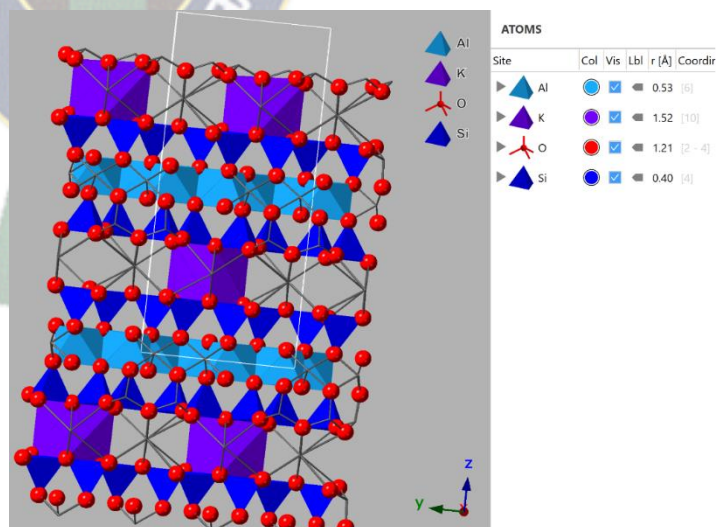 Al
K
O
Si
z
y
ATOMS
Site Col Vis Lbl r [Å] Coordir
Al 0.53 [6]
K 1.52 [10]
O 1.21 [2 - 4]
Si 0.40 [4]